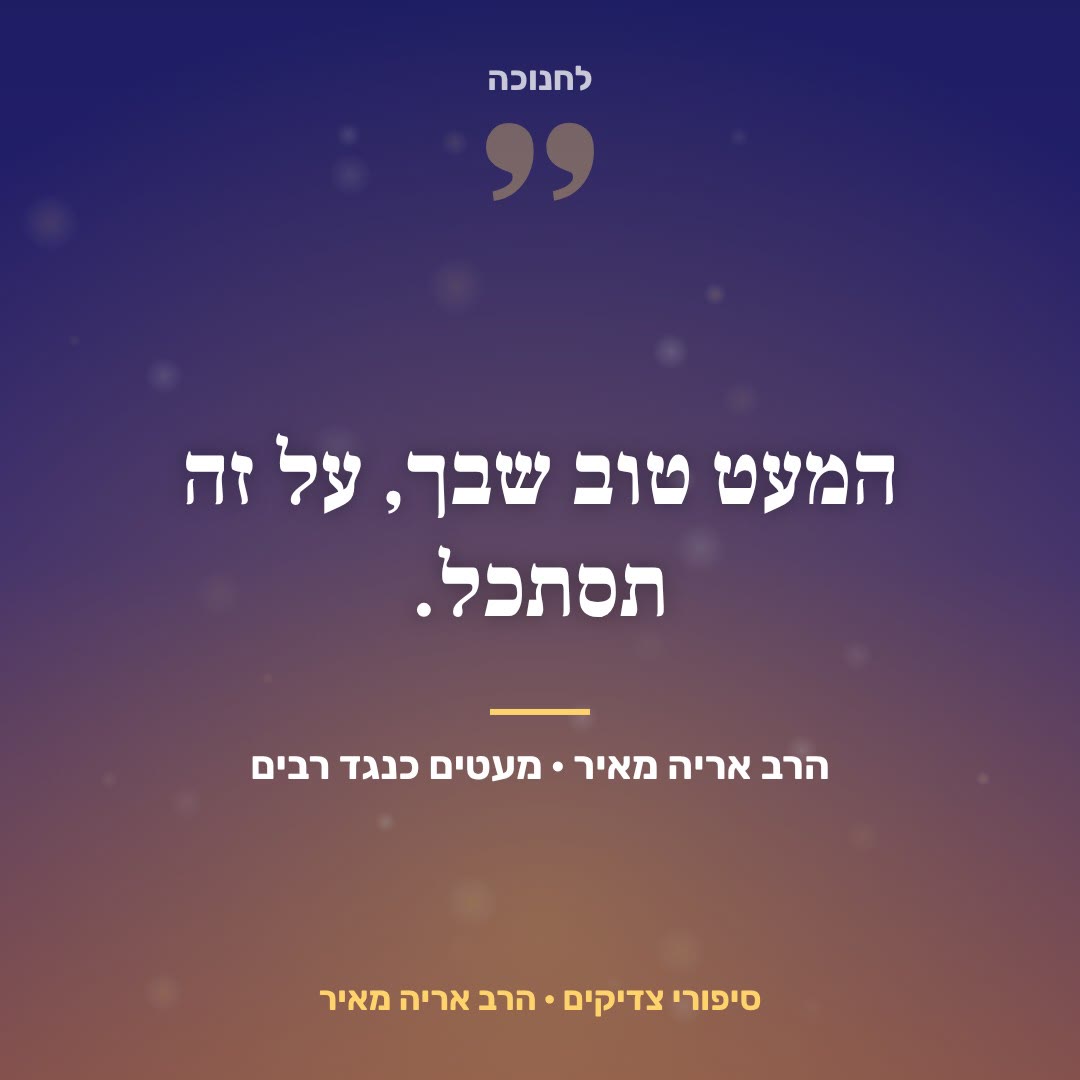 לחנוכה
”
המעט טוב שבך, על זה
תסתכל.
הרב אריה מאיר • מעטים כנגד רבים
סיפורי צדיקים • הרב אריה מאיר